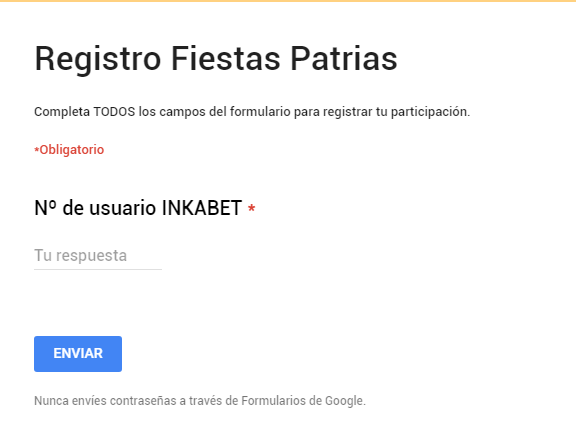 Registro Fiestas Patrias
Completa TODOS los campos del formulario para registrar tu participación.
*Obligatorio
Nº de usuario INKABET *
Tu respuesta
ENVIAR
Nunca envíes contraseñas a través de Formularios de Google.